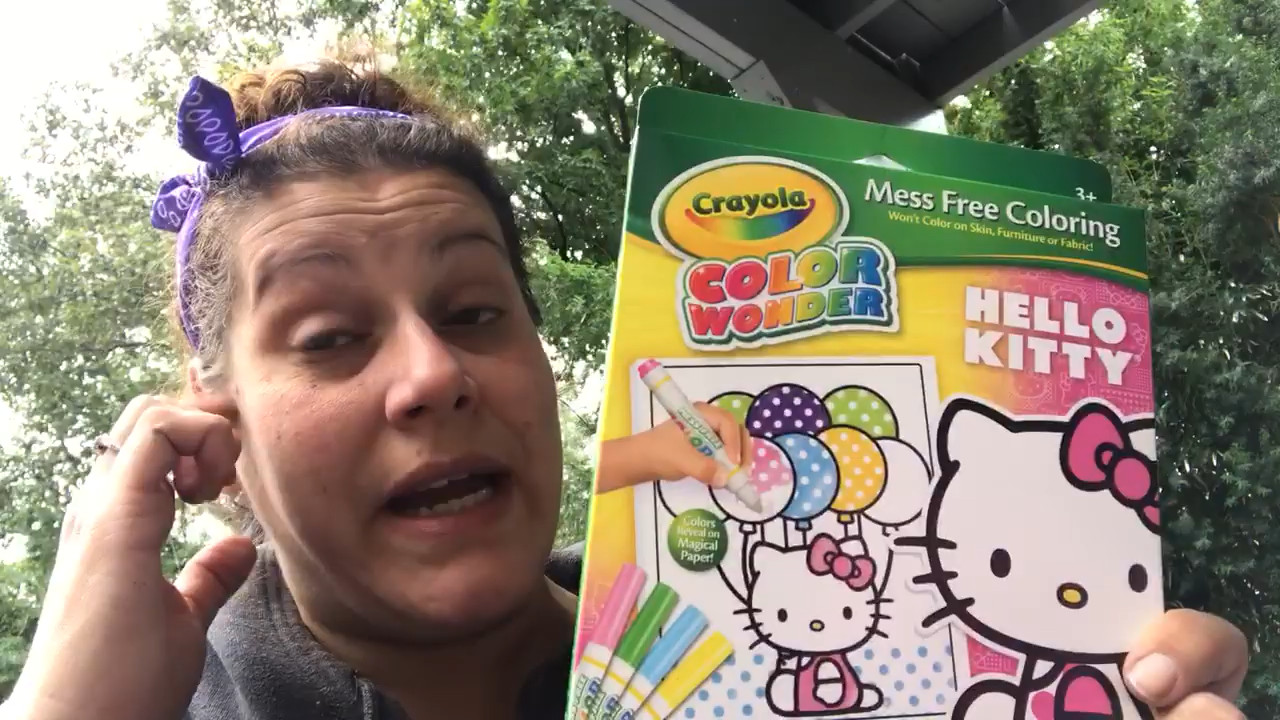 3+
Crayola
Mess Free Coloring
Won't Color on Skin, Furniture or Fabric!
COLOR
WONDER
HELLO
KITTY
Colors
Reveal on
Magical
Paper!